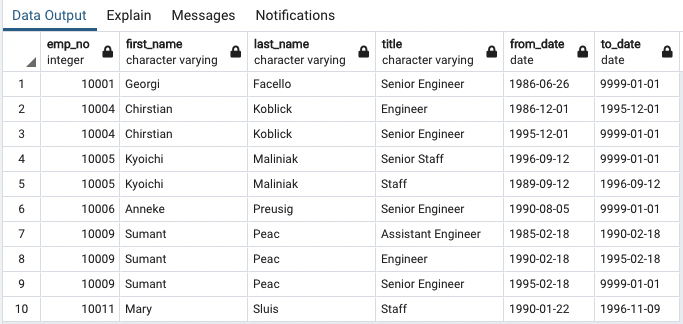 Data Output Explain Messages Notifications
emp_no first_name last_name title from_date to_date
integer character varying character varying character varying date date
1 10001 Georgi Facello Senior Engineer 1986-06-26 9999-01-01
2 10004 Chirstian Koblick Engineer 1986-12-01 1995-12-01
3 10004 Chirstian Koblick Senior Engineer 1995-12-01 9999-01-01
4 10005 Kyoichi Maliniak Senior Staff 1996-09-12 9999-01-01
5 10005 Kyoichi Maliniak Staff 1989-09-12 1996-09-12
6 10006 Anneke Preusig Senior Engineer 1990-08-05 9999-01-01
7 10009 Sumant Peac Assistant Engineer 1985-02-18 1990-02-18
8 10009 Sumant Peac Engineer 1990-02-18 1995-02-18
9 10009 Sumant Peac Senior Engineer 1995-02-18 9999-01-01
10 10011 Mary Sluis Staff 1990-01-22 1996-11-09